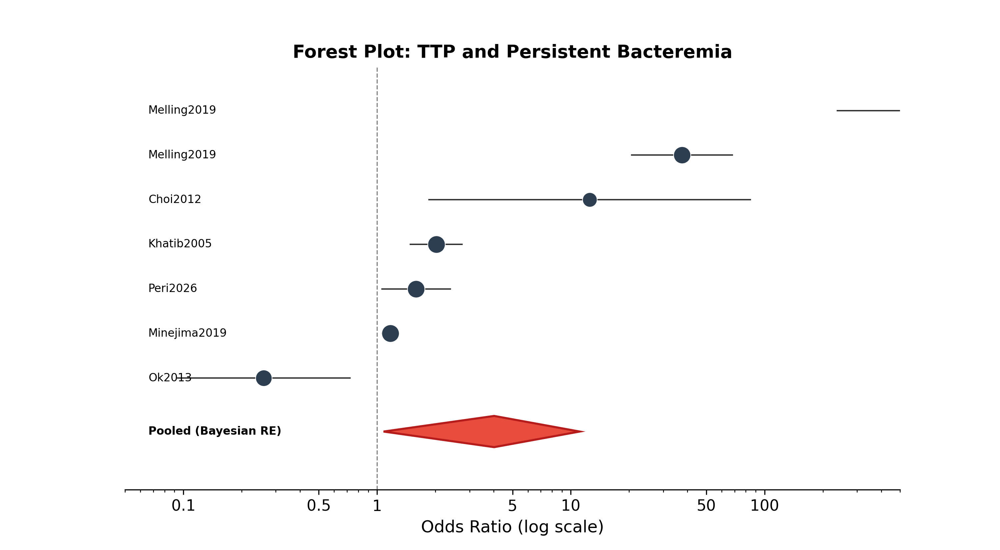 Forest Plot: TTP and Persistent Bacteremia
Melling2019
Melling2019
Choi2012
Khatib2005
Peri2026
Minejima2019
Ok2013
Pooled (Bayesian RE)
0.1 0.5 1 5 10 50 100
Odds Ratio (log scale)